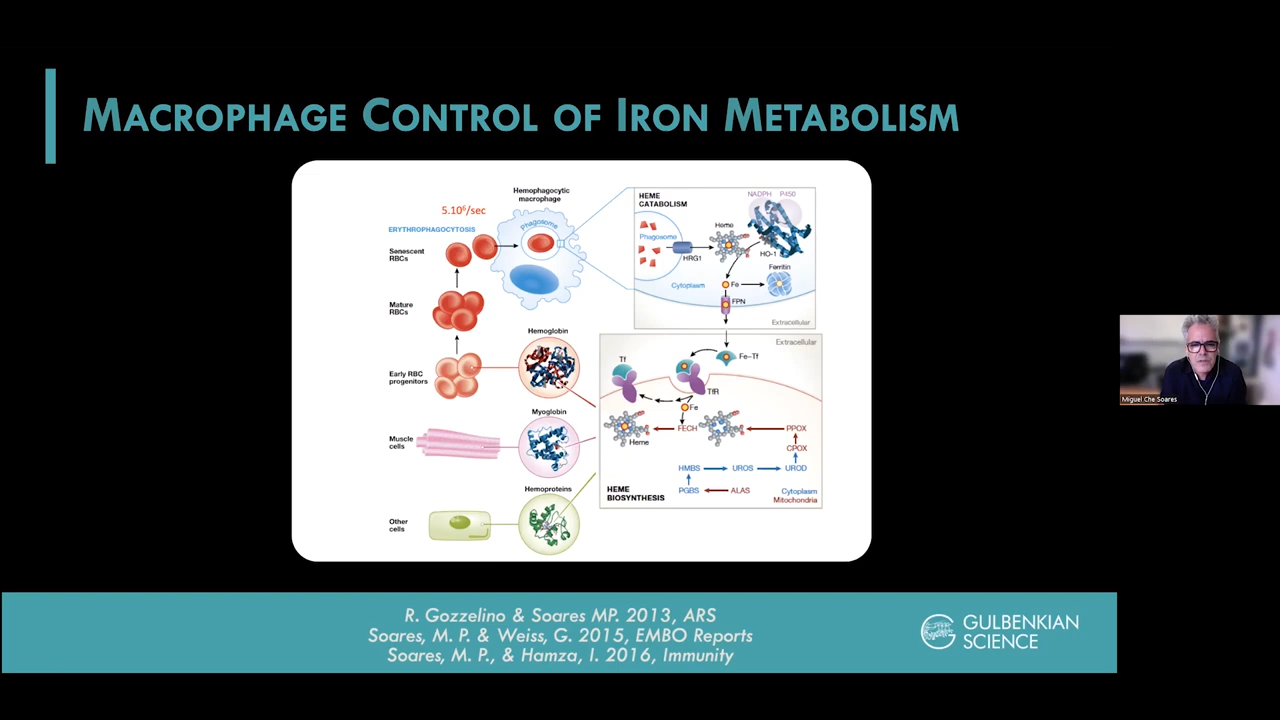 MACROPHAGE CONTROL OF IRON METABOLISM
5.10⁶/sec
ERYTHROPHAGOCYTOSIS
Senescent
RBCs
Mature
RBCs
Early RBC
progenitors
Muscle
cells
Other
cells
Hemophagocytic
macrophage
Phagosome
Hemoglobin
Myoglobin
Hemoproteins
HEME
CATABOLISM
NADPH P450
Phagosome
HRG1
Heme
HO-1
Cytoplasm
Fe
Ferritin
FPN
Extracellular
Extracellular
Tf
Fe–Tf
TfR
Fe
Heme
FECH
PPOX
CPOX
HMBS
UROS
UROD
PGBS
ALAS
HEME
BIOSYNTHESIS
Cytoplasm
Mitochondria
Miguel Che Soares
R. Gozzelino & Soares MP. 2013, ARS
Soares, M. P. & Weiss, G. 2015, EMBO Reports
Soares, M. P., & Hamza, I. 2016, Immunity
GULBENKIAN
SCIENCE